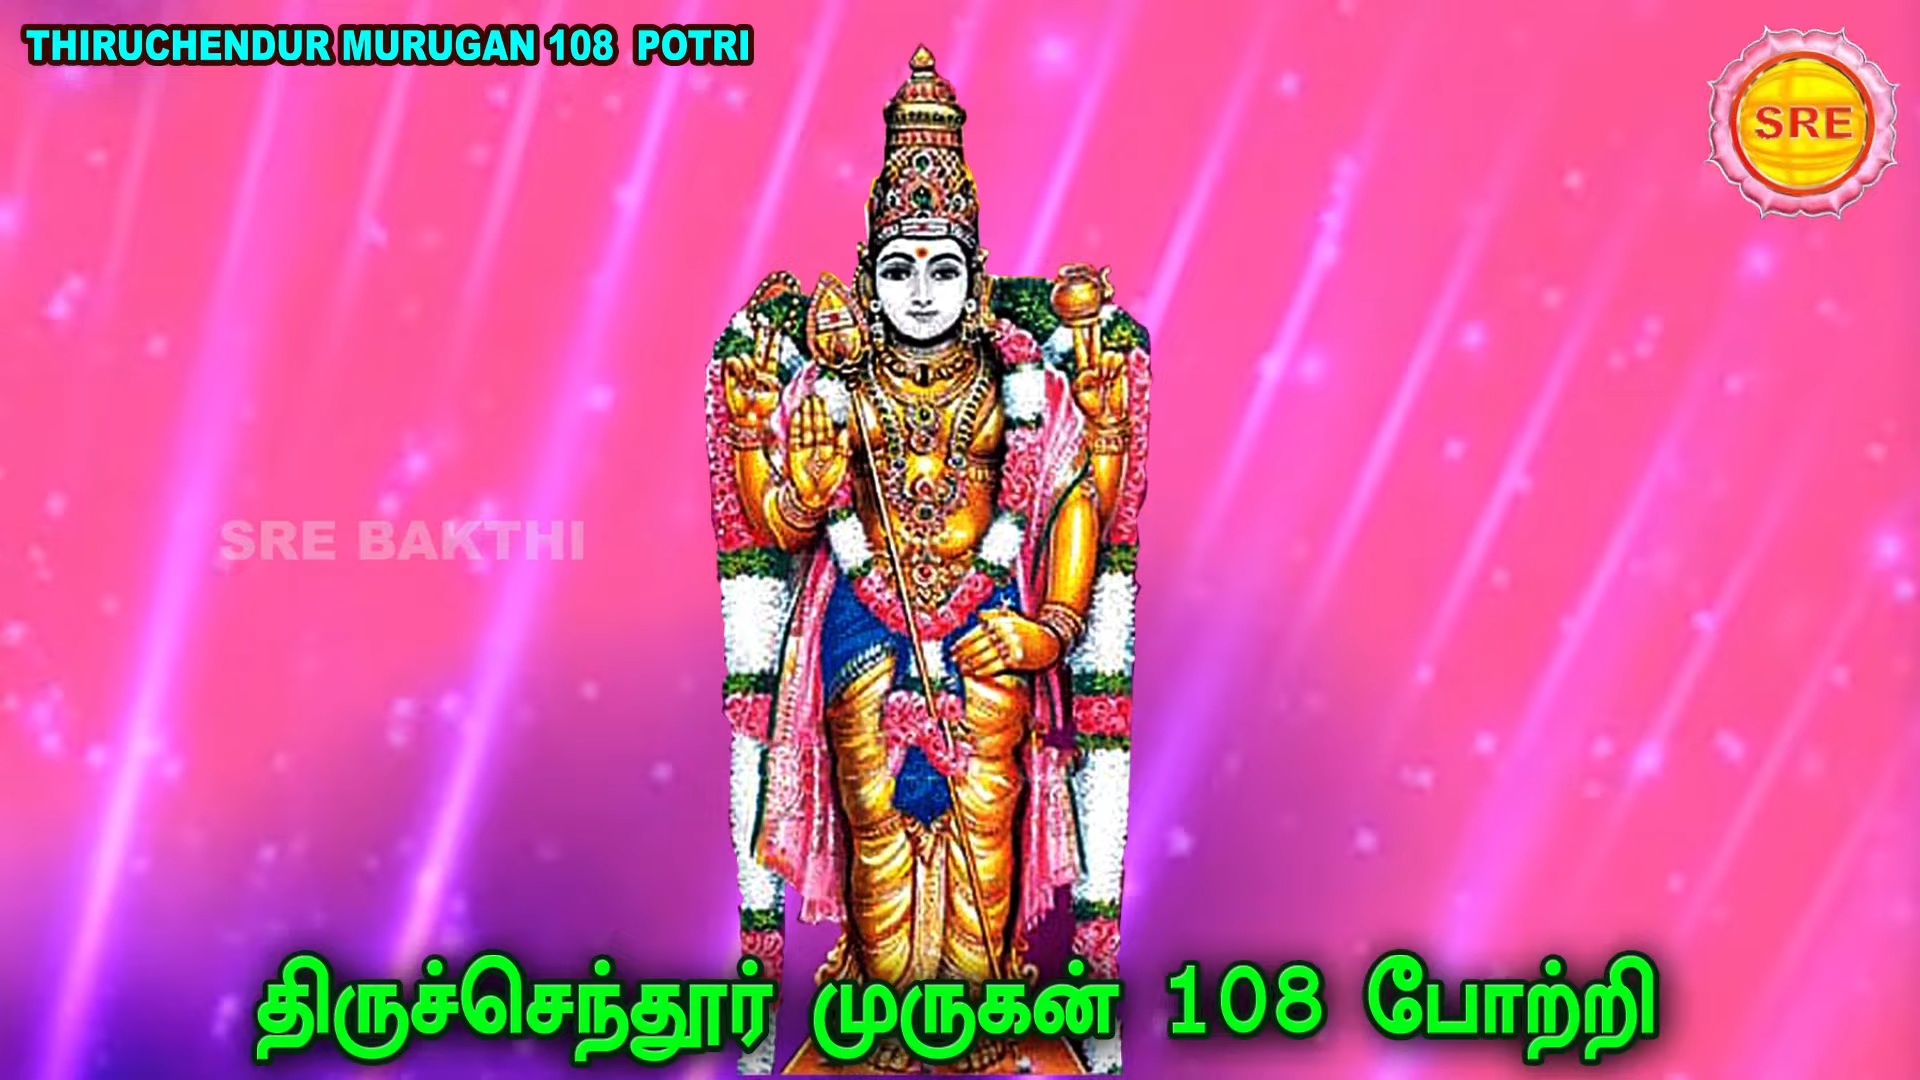 THIRUCHENDUR MURUGAN 108 POTRI
SRE
SRE BAKTHI
திருச்செந்தூர் முருகன் 108 போற்றி